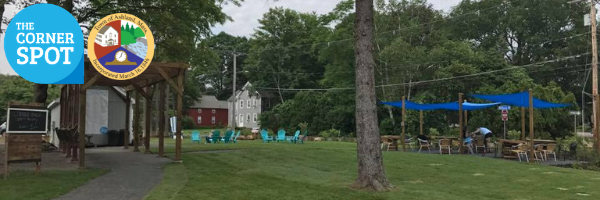 THE
CORNER
SPOT
Town of Ashland, Mass.
Incorporated March 16, 1846